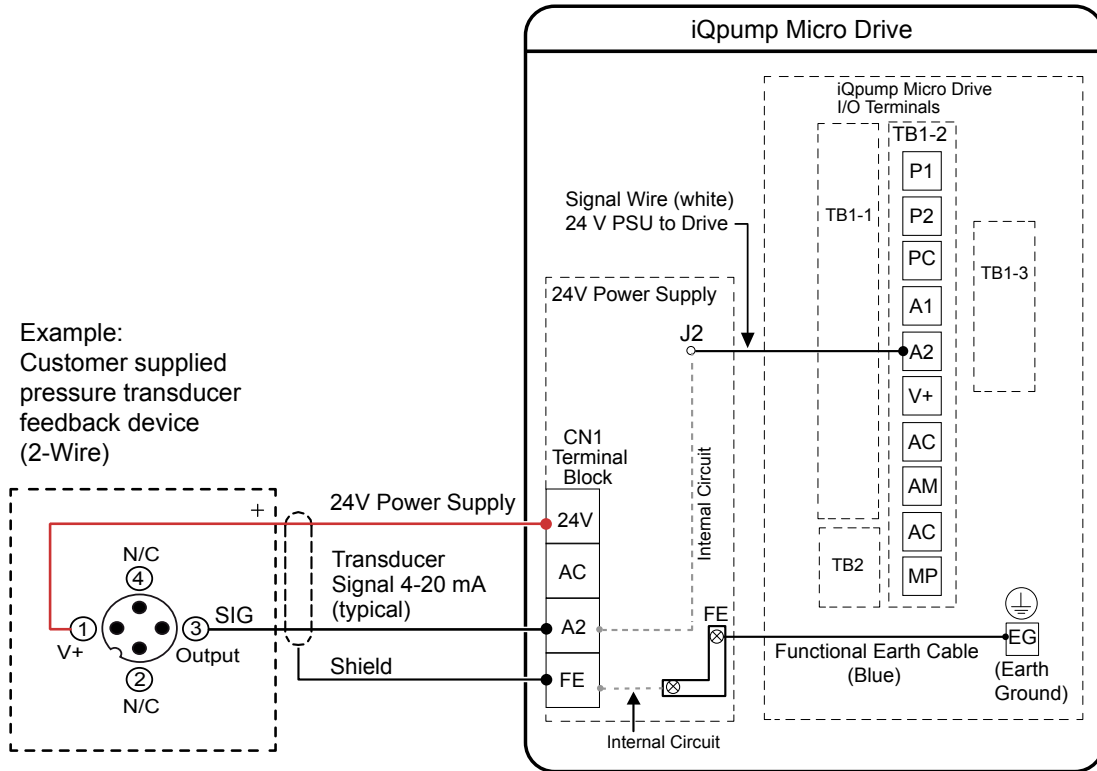 iQpump Micro Drive
iQpump Micro Drive
I/O Terminals
TB1-2
P1
P2
PC
A1
A2
V+
AC
AM
AC
MP
TB1-1
TB1-3
TB2
Signal Wire (white)
24 V PSU to Drive
24V Power Supply
J2
Internal Circuit
CN1
Terminal
Block
24V
AC
A2
FE
FE
Internal Circuit
Functional Earth Cable
(Blue)
EG
(Earth
Ground)
Example:
Customer supplied
pressure transducer
feedback device
(2-Wire)
+
24V Power Supply
Transducer
Signal 4-20 mA
(typical)
Shield
N/C
4
1
V+
3
SIG
Output
2
N/C